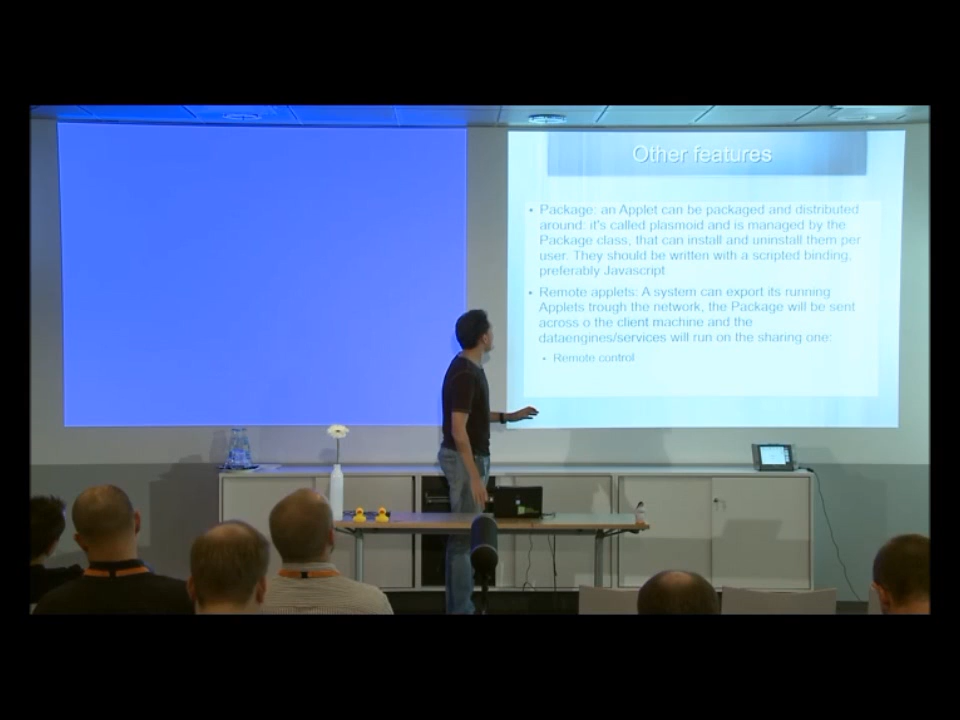 Other features
• Package: an Applet can be packaged and distributed
around: it's called plasmoid and is managed by the
Package class, that can install and uninstall them per
user. They should be written with a scripted binding,
preferably Javascript
• Remote applets: A system can export its running
Applets trough the network, the Package will be sent
across o the client machine and the
dataengines/services will run on the sharing one:
• Remote control